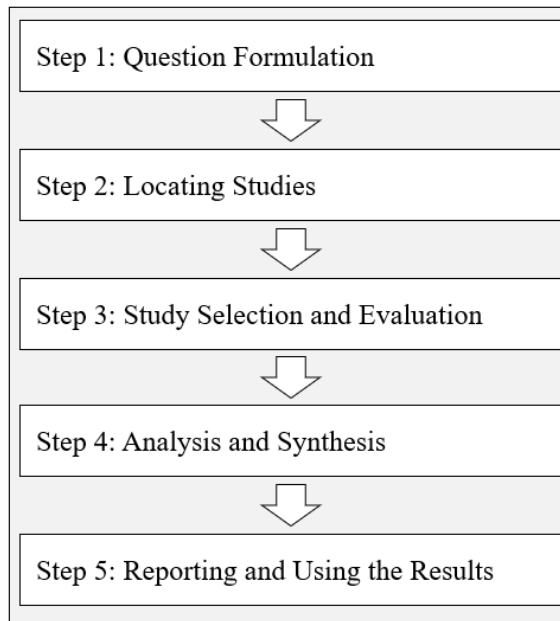 Step 1: Question Formulation
Step 2: Locating Studies
Step 3: Study Selection and Evaluation
Step 4: Analysis and Synthesis
Step 5: Reporting and Using the Results